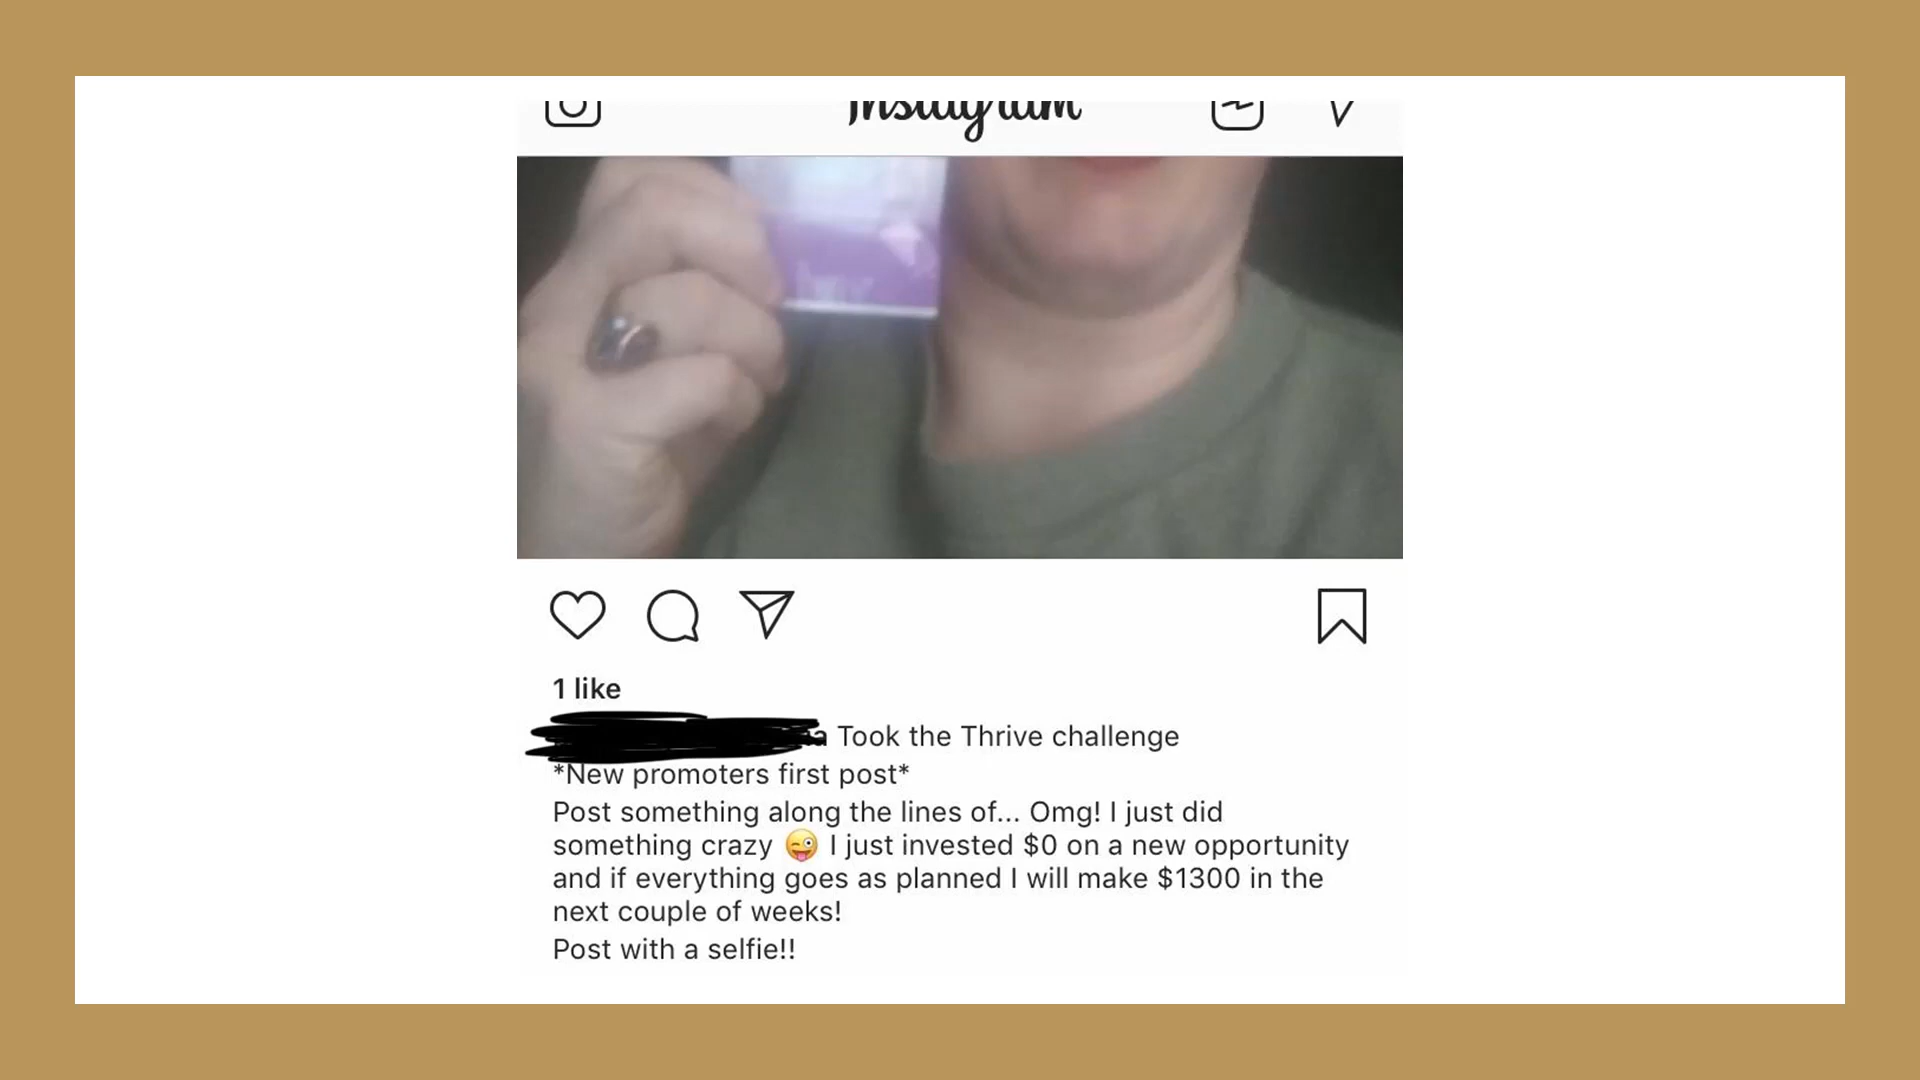 Instagram
1 like
Took the Thrive challenge
*New promoters first post*
Post something along the lines of... Omg! I just did
something crazy 😜 I just invested $0 on a new opportunity
and if everything goes as planned I will make $1300 in the
next couple of weeks!
Post with a selfie!!